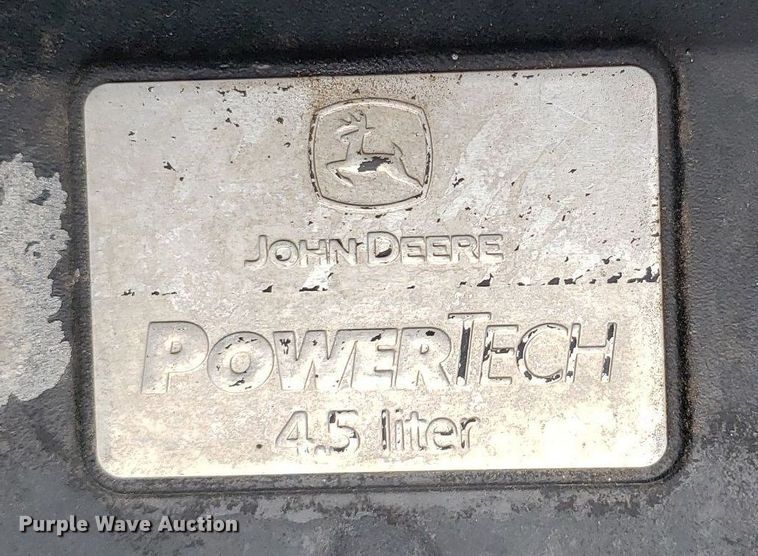 JOHN DEERE
POWERTECH
4.5 liter
Purple Wave Auction